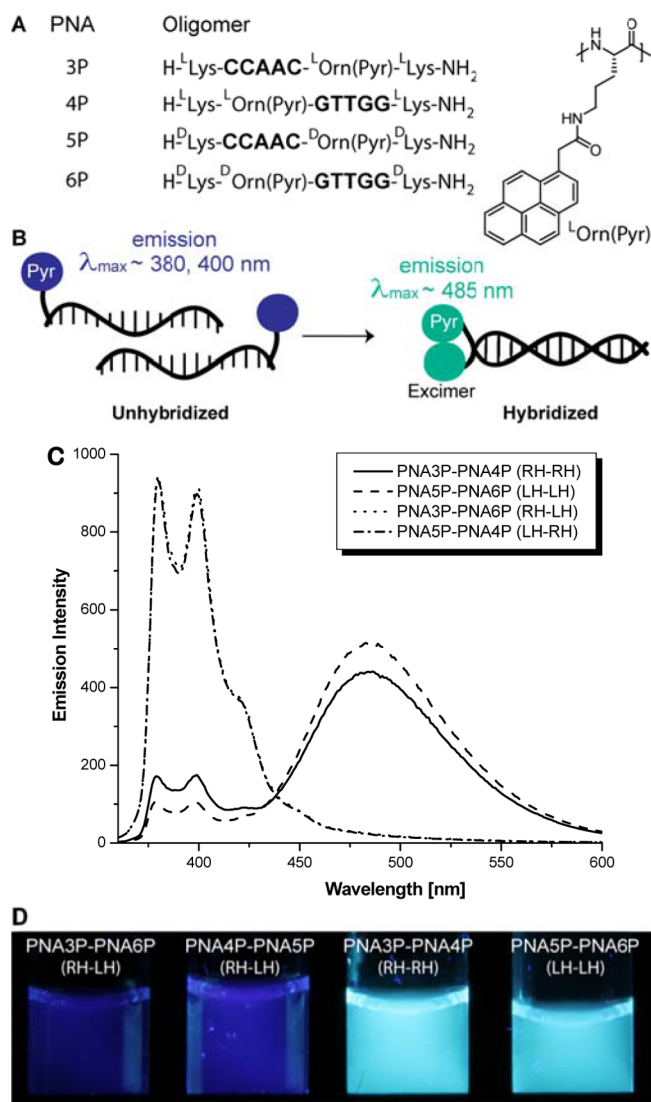 A PNA Oligomer
3P H-ᴸLys-CCAAC-ᴸOrn(Pyr)-ᴸLys-NH₂
4P H-ᴸLys-ᴸOrn(Pyr)-GTTGG-ᴸLys-NH₂
5P H-ᴰLys-CCAAC-ᴰOrn(Pyr)-ᴰLys-NH₂
6P H-ᴰLys-ᴰOrn(Pyr)-GTTGG-ᴰLys-NH₂
H
N
O
HN
O
ᴸOrn(Pyr)
B
emission
λmax ~ 380, 400 nm
Pyr
Unhybridized
emission
λmax ~ 485 nm
Pyr
Excimer
Hybridized
C
PNA3P-PNA4P (RH-RH)
PNA5P-PNA6P (LH-LH)
PNA3P-PNA6P (RH-LH)
PNA5P-PNA4P (LH-RH)
Emission Intensity
1000
800
600
400
200
0
400 450 500 550 600
Wavelength [nm]
D
PNA3P-PNA6P PNA4P-PNA5P PNA3P-PNA4P PNA5P-PNA6P
(RH-LH) (RH-LH) (RH-RH) (LH-LH)